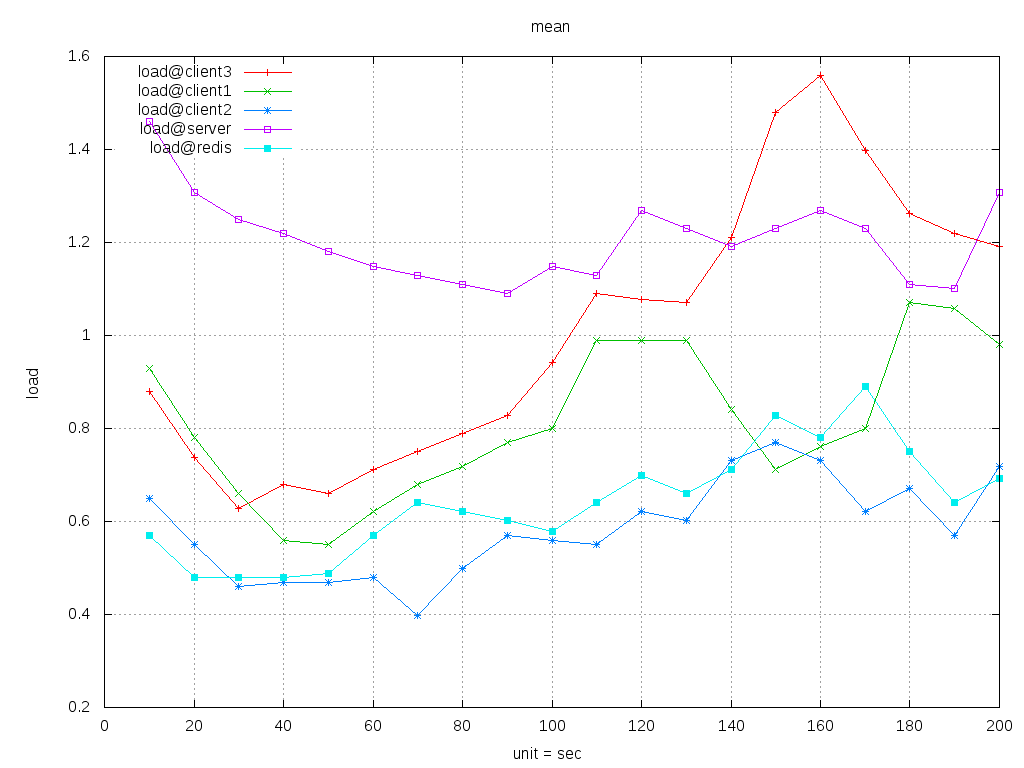 mean
1.6
1.4
1.2
1
0.8
0.6
0.4
0.2
load
load@client3
load@client1
load@client2
load@server
load@redis
0 20 40 60 80 100 120 140 160 180 200
unit = sec